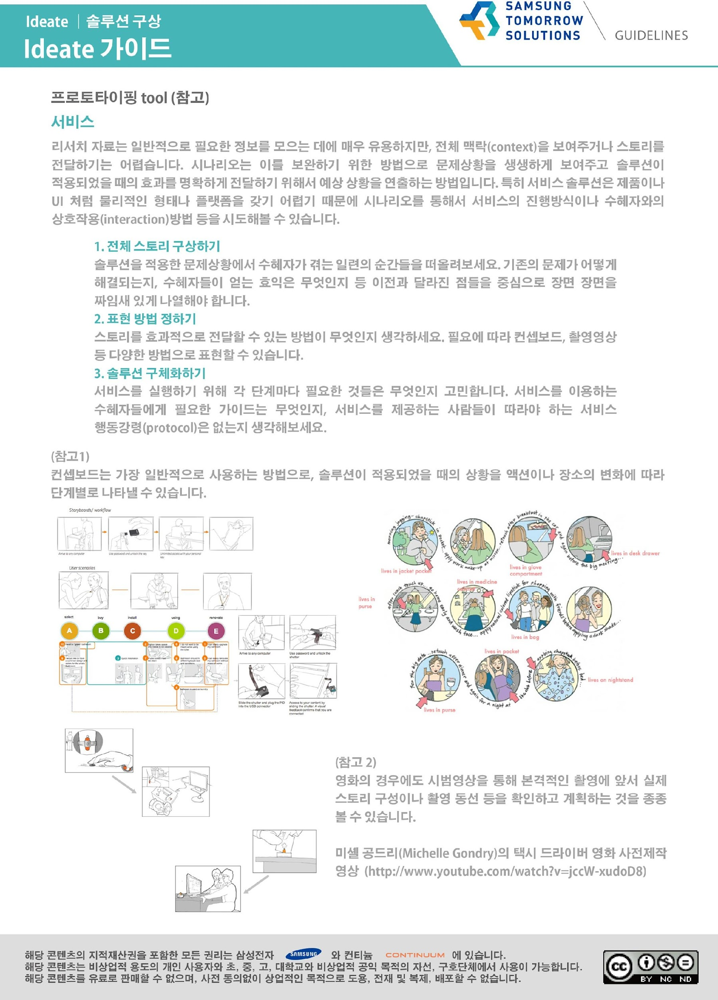 Ideate | 솔루션 구상
Ideate 가이드
SAMSUNG
TOMORROW
SOLUTIONS
GUIDELINES
프로토타이핑 tool (참고)
서비스
리서치 자료는 일반적으로 필요한 정보를 모으는 데에 매우 유용하지만, 전체 맥락(context)을 보여주거나 스토리를
전달하기는 어렵습니다. 시나리오는 이를 보완하기 위한 방법으로 문제상황을 생생하게 보여주고 솔루션이
적용되었을 때의 효과를 명확하게 전달하기 위해서 예상 상황을 연출하는 방법입니다. 특히 서비스 솔루션은 제품이나
UI 처럼 물리적인 형태나 플랫폼을 갖기 어렵기 때문에 시나리오를 통해서 서비스의 진행방식이나 수혜자와의
상호작용(interaction)방법 등을 시도해볼 수 있습니다.
1. 전체 스토리 구상하기
솔루션을 적용한 문제상황에서 수혜자가 겪는 일련의 순간들을 떠올려보세요. 기존의 문제가 어떻게
해결되는지, 수혜자들이 얻는 효익은 무엇인지 등 이전과 달라진 점들을 중심으로 장면 장면을
짜임새 있게 나열해야 합니다.
2. 표현 방법 정하기
스토리를 효과적으로 전달할 수 있는 방법이 무엇인지 생각하세요. 필요에 따라 컨셉보드, 촬영영상
등 다양한 방법으로 표현할 수 있습니다.
3. 솔루션 구체화하기
서비스를 실행하기 위해 각 단계마다 필요한 것들은 무엇인지 고민합니다. 서비스를 이용하는
수혜자들에게 필요한 가이드는 무엇인지, 서비스를 제공하는 사람들이 따라야 하는 서비스
행동강령(protocol)은 없는지 생각해보세요.
(참고1)
컨셉보드는 가장 일반적으로 사용하는 방법으로, 솔루션이 적용되었을 때의 상황을 액션이나 장소의 변화에 따라
단계별로 나타낼 수 있습니다.
Storyboards/ workflow
Arrive to any computer
Use password and unlock the key
Unlimited access with your personal
key
User scenarios
select
buy
install
using
renovate
A
B
C
D
E
Quick installation
Arrive to any computer
Use password and unlock the
shutter
Slide the shutter and plug the PID
into the USB connector
Access to your content by
sliding the shutter. A visual
feedback confirms that you are
connected
morning jogging- chapstick in pocket... apply work make-up at mirror... retouch after breakfast in the car and again before the big meeting...
lives in jacket pocket
lives in glove
compartment
lives in desk drawer
after lunch touch up... go home early and wash face... apply natural colored lipstick for shopping with friends before applying a dark shade...
lives in
purse
lives in medicine
lives in bag
for the big date... retouch after dinner and again for a night at the club before applying chapstick before bed
lives in purse
lives in pocket
lives on nightstand
(참고 2)
영화의 경우에도 시범영상을 통해 본격적인 촬영에 앞서 실제
스토리 구성이나 촬영 동선 등을 확인하고 계획하는 것을 종종
볼 수 있습니다.
미셸 공드리(Michelle Gondry)의 택시 드라이버 영화 사전제작
영상 (http://www.youtube.com/watch?v=jccW-xudoD8)
해당 콘텐츠의 지적재산권을 포함한 모든 권리는 삼성전자 SAMSUNG 와 컨티늄 CONTINUUM 에 있습니다.
해당 콘텐츠는 비상업적 용도의 개인 사용자와 초, 중, 고, 대학교와 비상업적 공익 목적의 자선, 구호단체에서 사용이 가능합니다.
해당 콘텐츠를 유료로 판매할 수 없으며, 사전 동의없이 상업적인 목적으로 도용, 전재 및 복제, 배포할 수 없습니다.
cc
BY NC ND